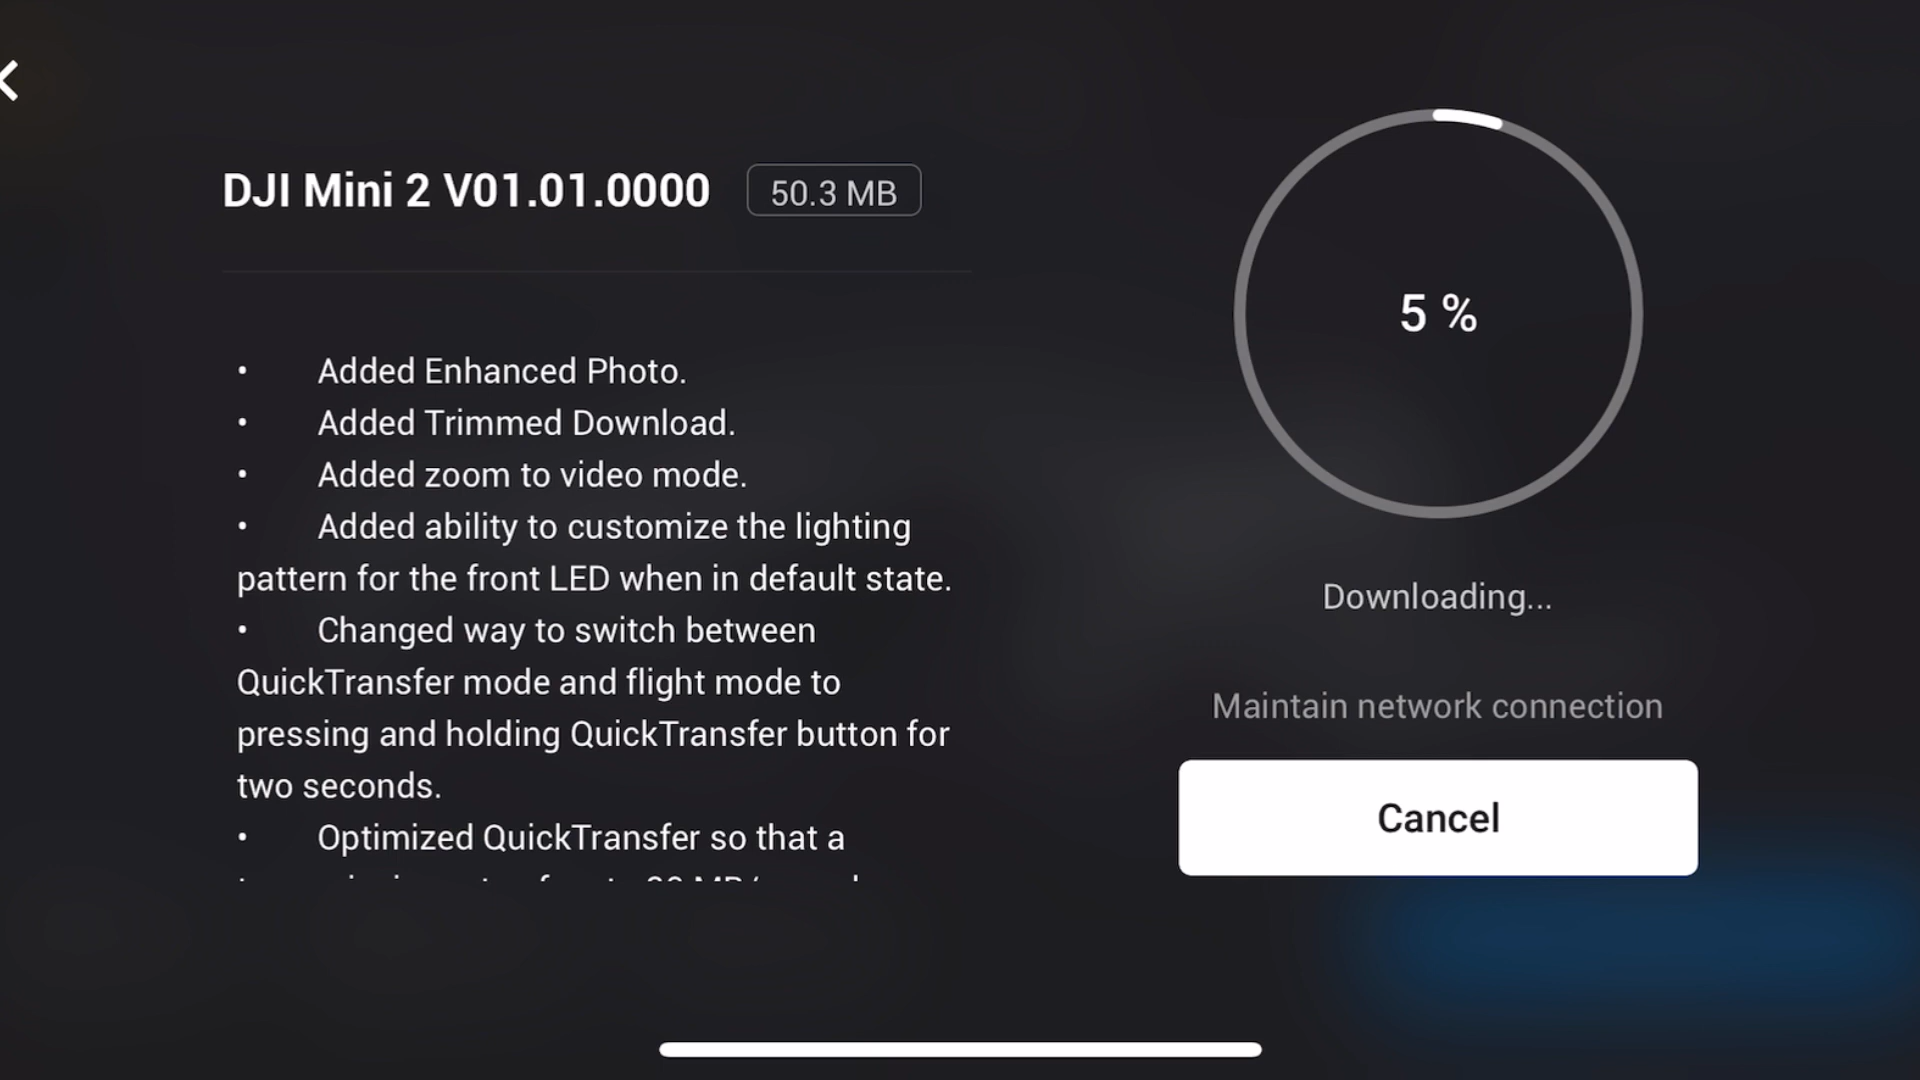 DJI Mini 2 V01.01.0000 50.3 MB
• Added Enhanced Photo.
• Added Trimmed Download.
• Added zoom to video mode.
• Added ability to customize the lighting
pattern for the front LED when in default state.
• Changed way to switch between
QuickTransfer mode and flight mode to
pressing and holding QuickTransfer button for
two seconds.
• Optimized QuickTransfer so that a
5 %
Downloading...
Maintain network connection
Cancel